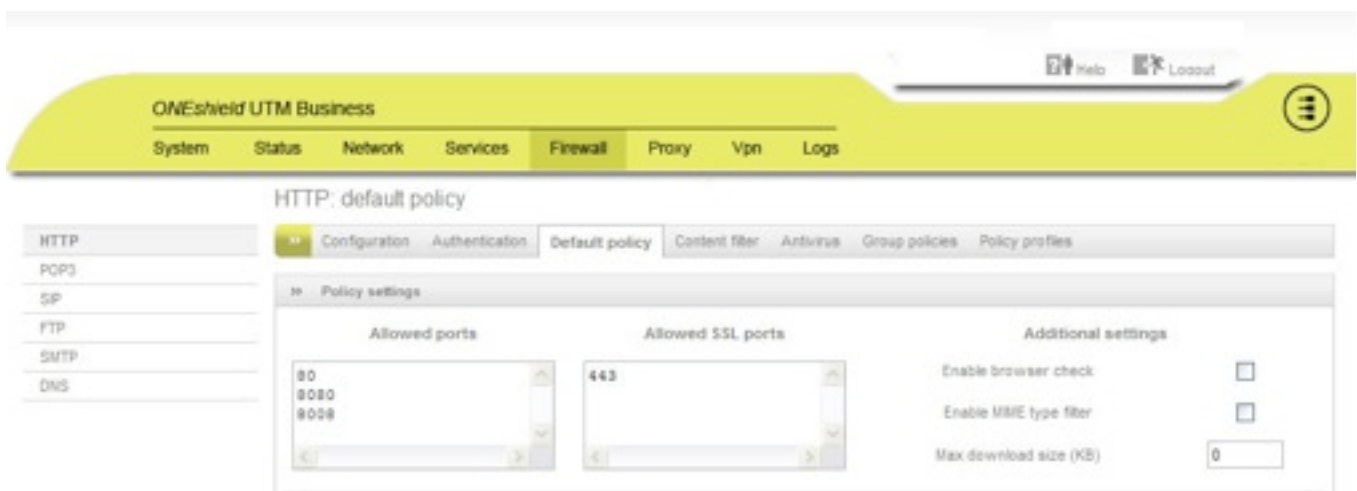 Help Logout
ONEshield UTM Business
System Status Network Services Firewall Proxy Vpn Logs
HTTP: default policy
HTTP
POP3
SIP
FTP
SMTP
DNS
>> Configuration Authentication Default policy Content filter Antivirus Group policies Policy profiles
>> Policy settings
Allowed ports Allowed SSL ports Additional settings
80
8080
8008
443
Enable browser check
Enable MIME type filter
Max download size (KB) 0